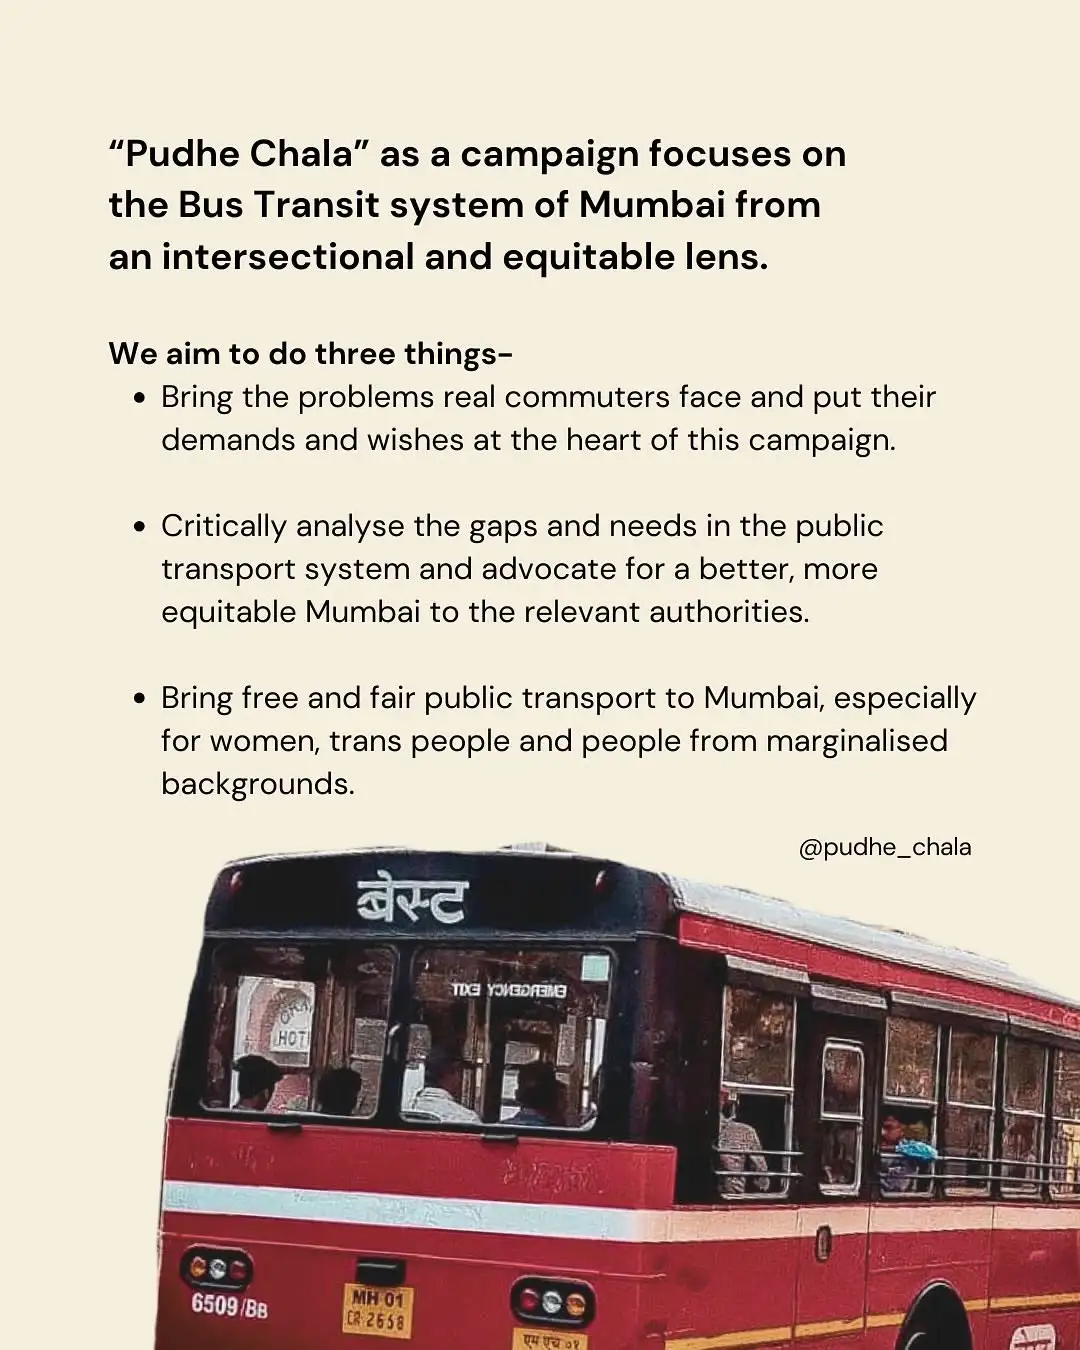 “Pudhe Chala” as a campaign focuses on
the Bus Transit system of Mumbai from
an intersectional and equitable lens.
We aim to do three things-
• Bring the problems real commuters face and put their
demands and wishes at the heart of this campaign.
• Critically analyse the gaps and needs in the public
transport system and advocate for a better, more
equitable Mumbai to the relevant authorities.
• Bring free and fair public transport to Mumbai, especially
for women, trans people and people from marginalised
backgrounds.
@pudhe_chala
बेस्ट
EMERGENCY EXIT
6509/BB
MH 01
CR 2658
एम एच ०१